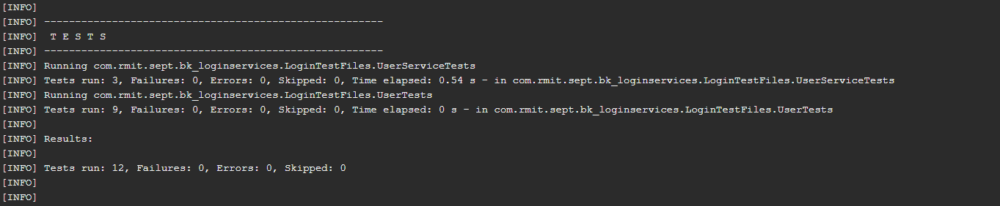 [INFO]
[INFO] -------------------------------------------------------
[INFO]  T E S T S
[INFO] -------------------------------------------------------
[INFO] Running com.rmit.sept.bk_loginservices.LoginTestFiles.UserServiceTests
[INFO] Tests run: 3, Failures: 0, Errors: 0, Skipped: 0, Time elapsed: 0.54 s - in com.rmit.sept.bk_loginservices.LoginTestFiles.UserServiceTests
[INFO] Running com.rmit.sept.bk_loginservices.LoginTestFiles.UserTests
[INFO] Tests run: 9, Failures: 0, Errors: 0, Skipped: 0, Time elapsed: 0 s - in com.rmit.sept.bk_loginservices.LoginTestFiles.UserTests
[INFO]
[INFO] Results:
[INFO]
[INFO] Tests run: 12, Failures: 0, Errors: 0, Skipped: 0
[INFO]
[INFO]